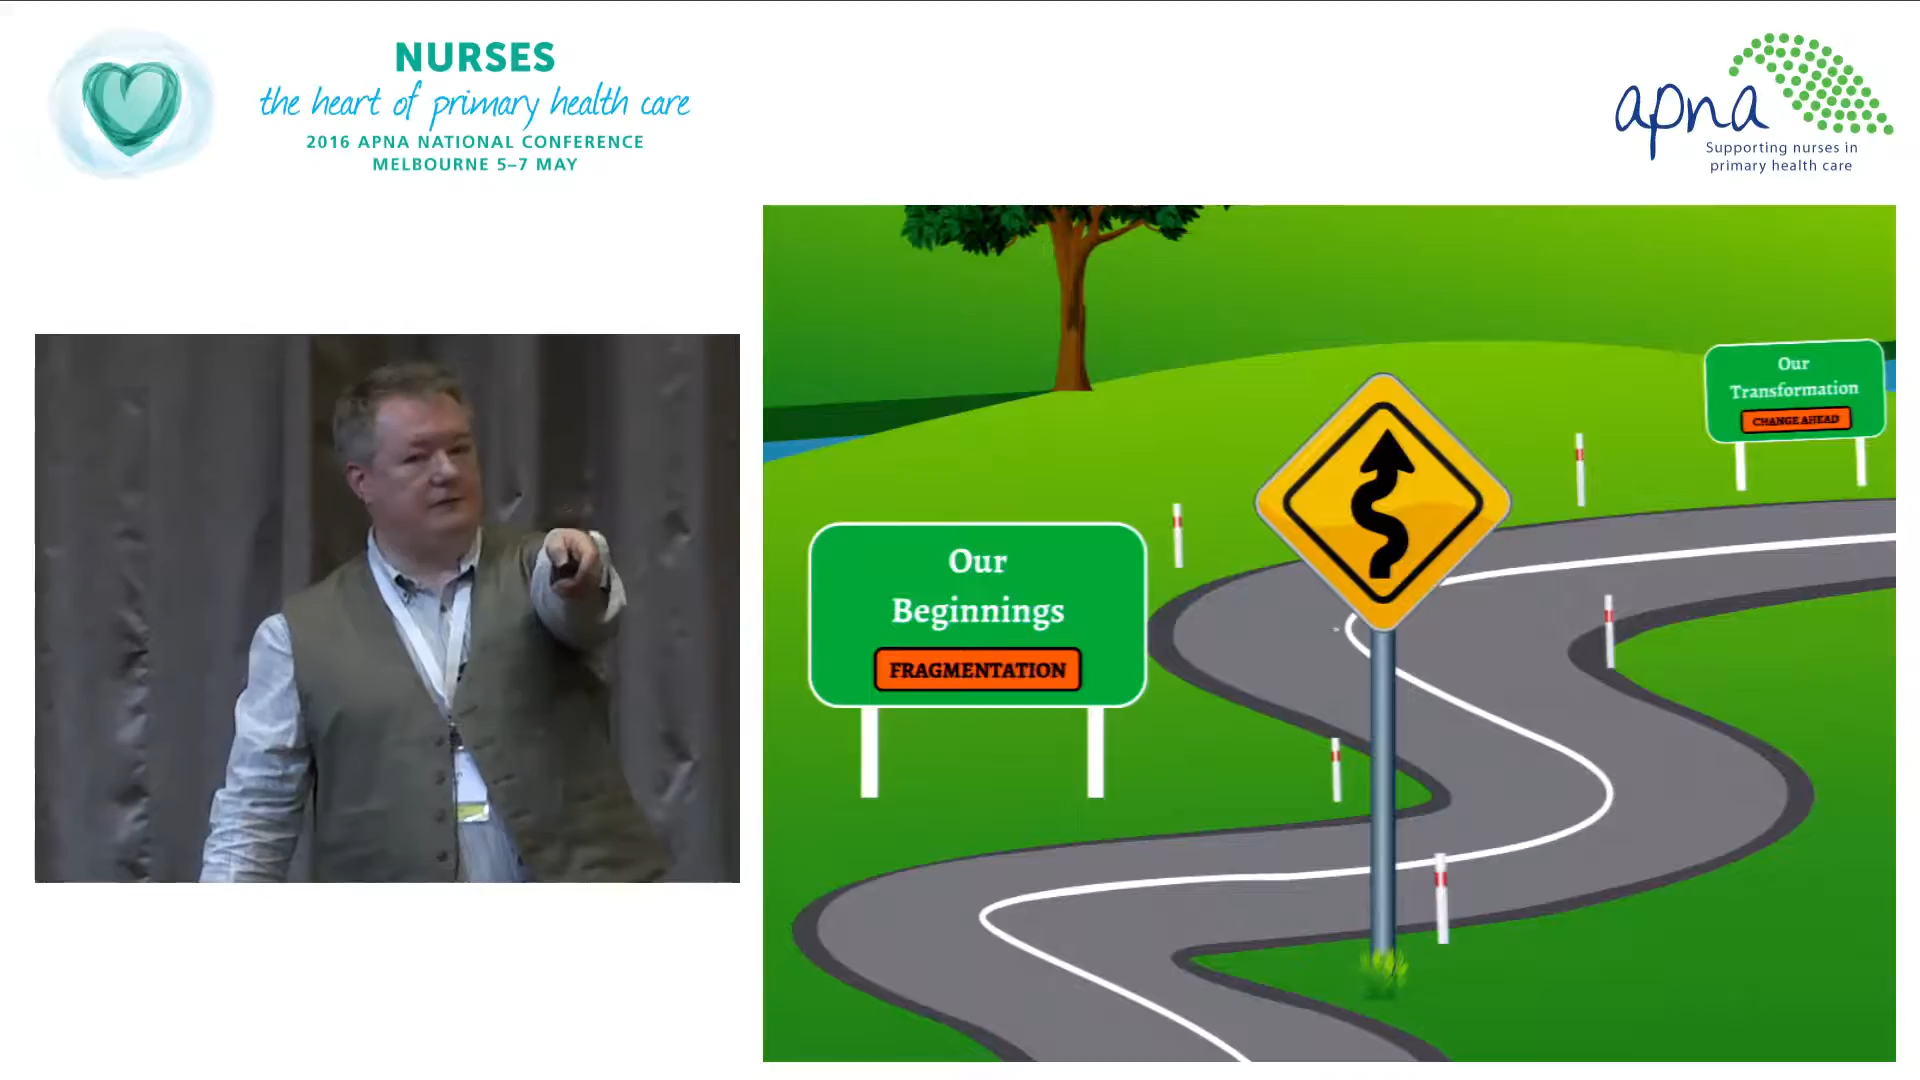 NURSES
the heart of primary health care
2016 APNA NATIONAL CONFERENCE
MELBOURNE 5–7 MAY
apna
Supporting nurses in
primary health care
Our
Transformation
CHANGE AHEAD
Our
Beginnings
FRAGMENTATION